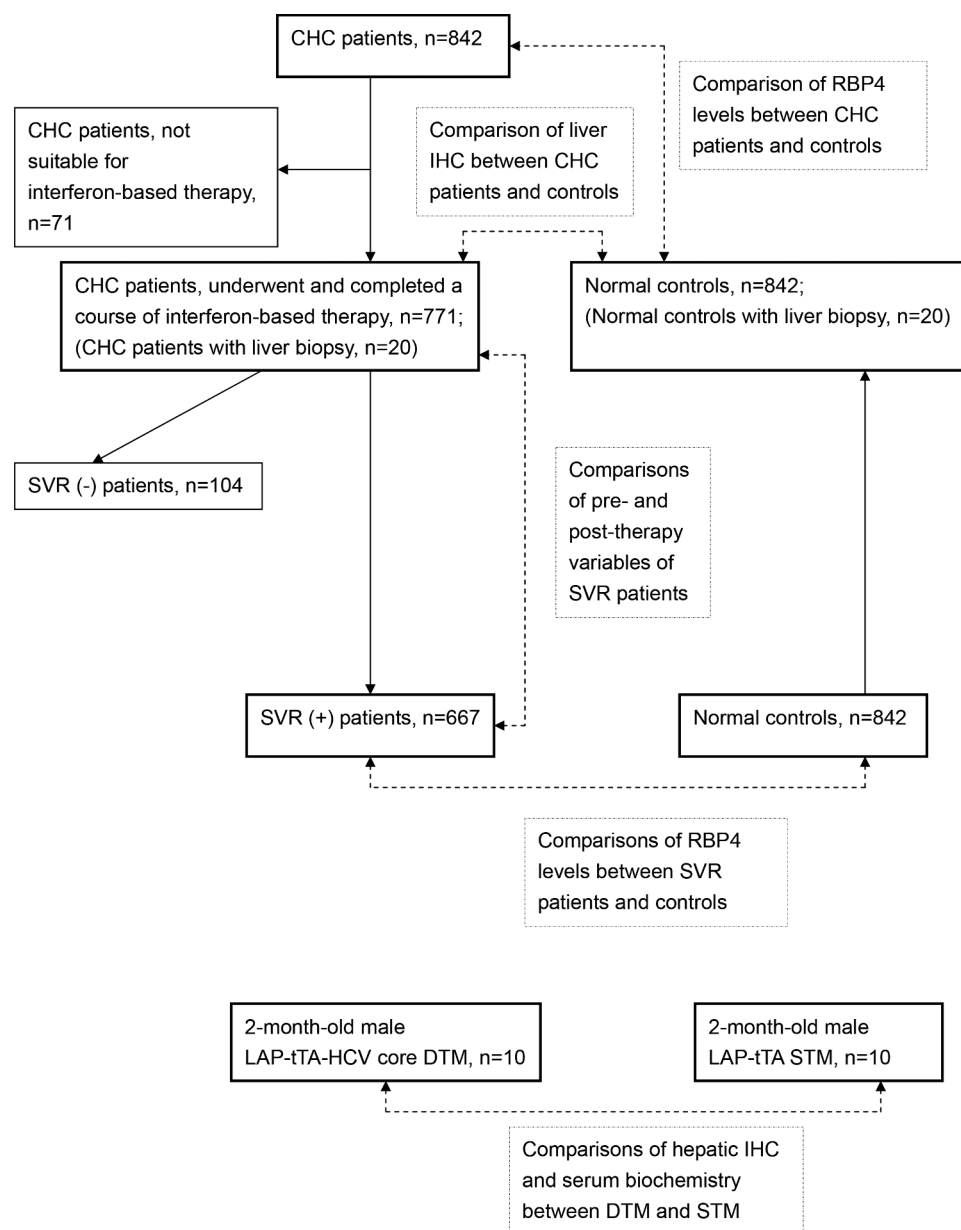 CHC patients, n=842
Comparison of RBP4
levels between CHC
patients and controls
CHC patients, not
suitable for
interferon-based therapy,
n=71
Comparison of liver
IHC between CHC
patients and controls
CHC patients, underwent and completed a
course of interferon-based therapy, n=771;
(CHC patients with liver biopsy, n=20)
Normal controls, n=842;
(Normal controls with liver biopsy, n=20)
SVR (-) patients, n=104
Comparisons
of pre- and
post-therapy
variables of
SVR patients
SVR (+) patients, n=667
Normal controls, n=842
Comparisons of RBP4
levels between SVR
patients and controls
2-month-old male
LAP-tTA-HCV core DTM, n=10
2-month-old male
LAP-tTA STM, n=10
Comparisons of hepatic IHC
and serum biochemistry
between DTM and STM